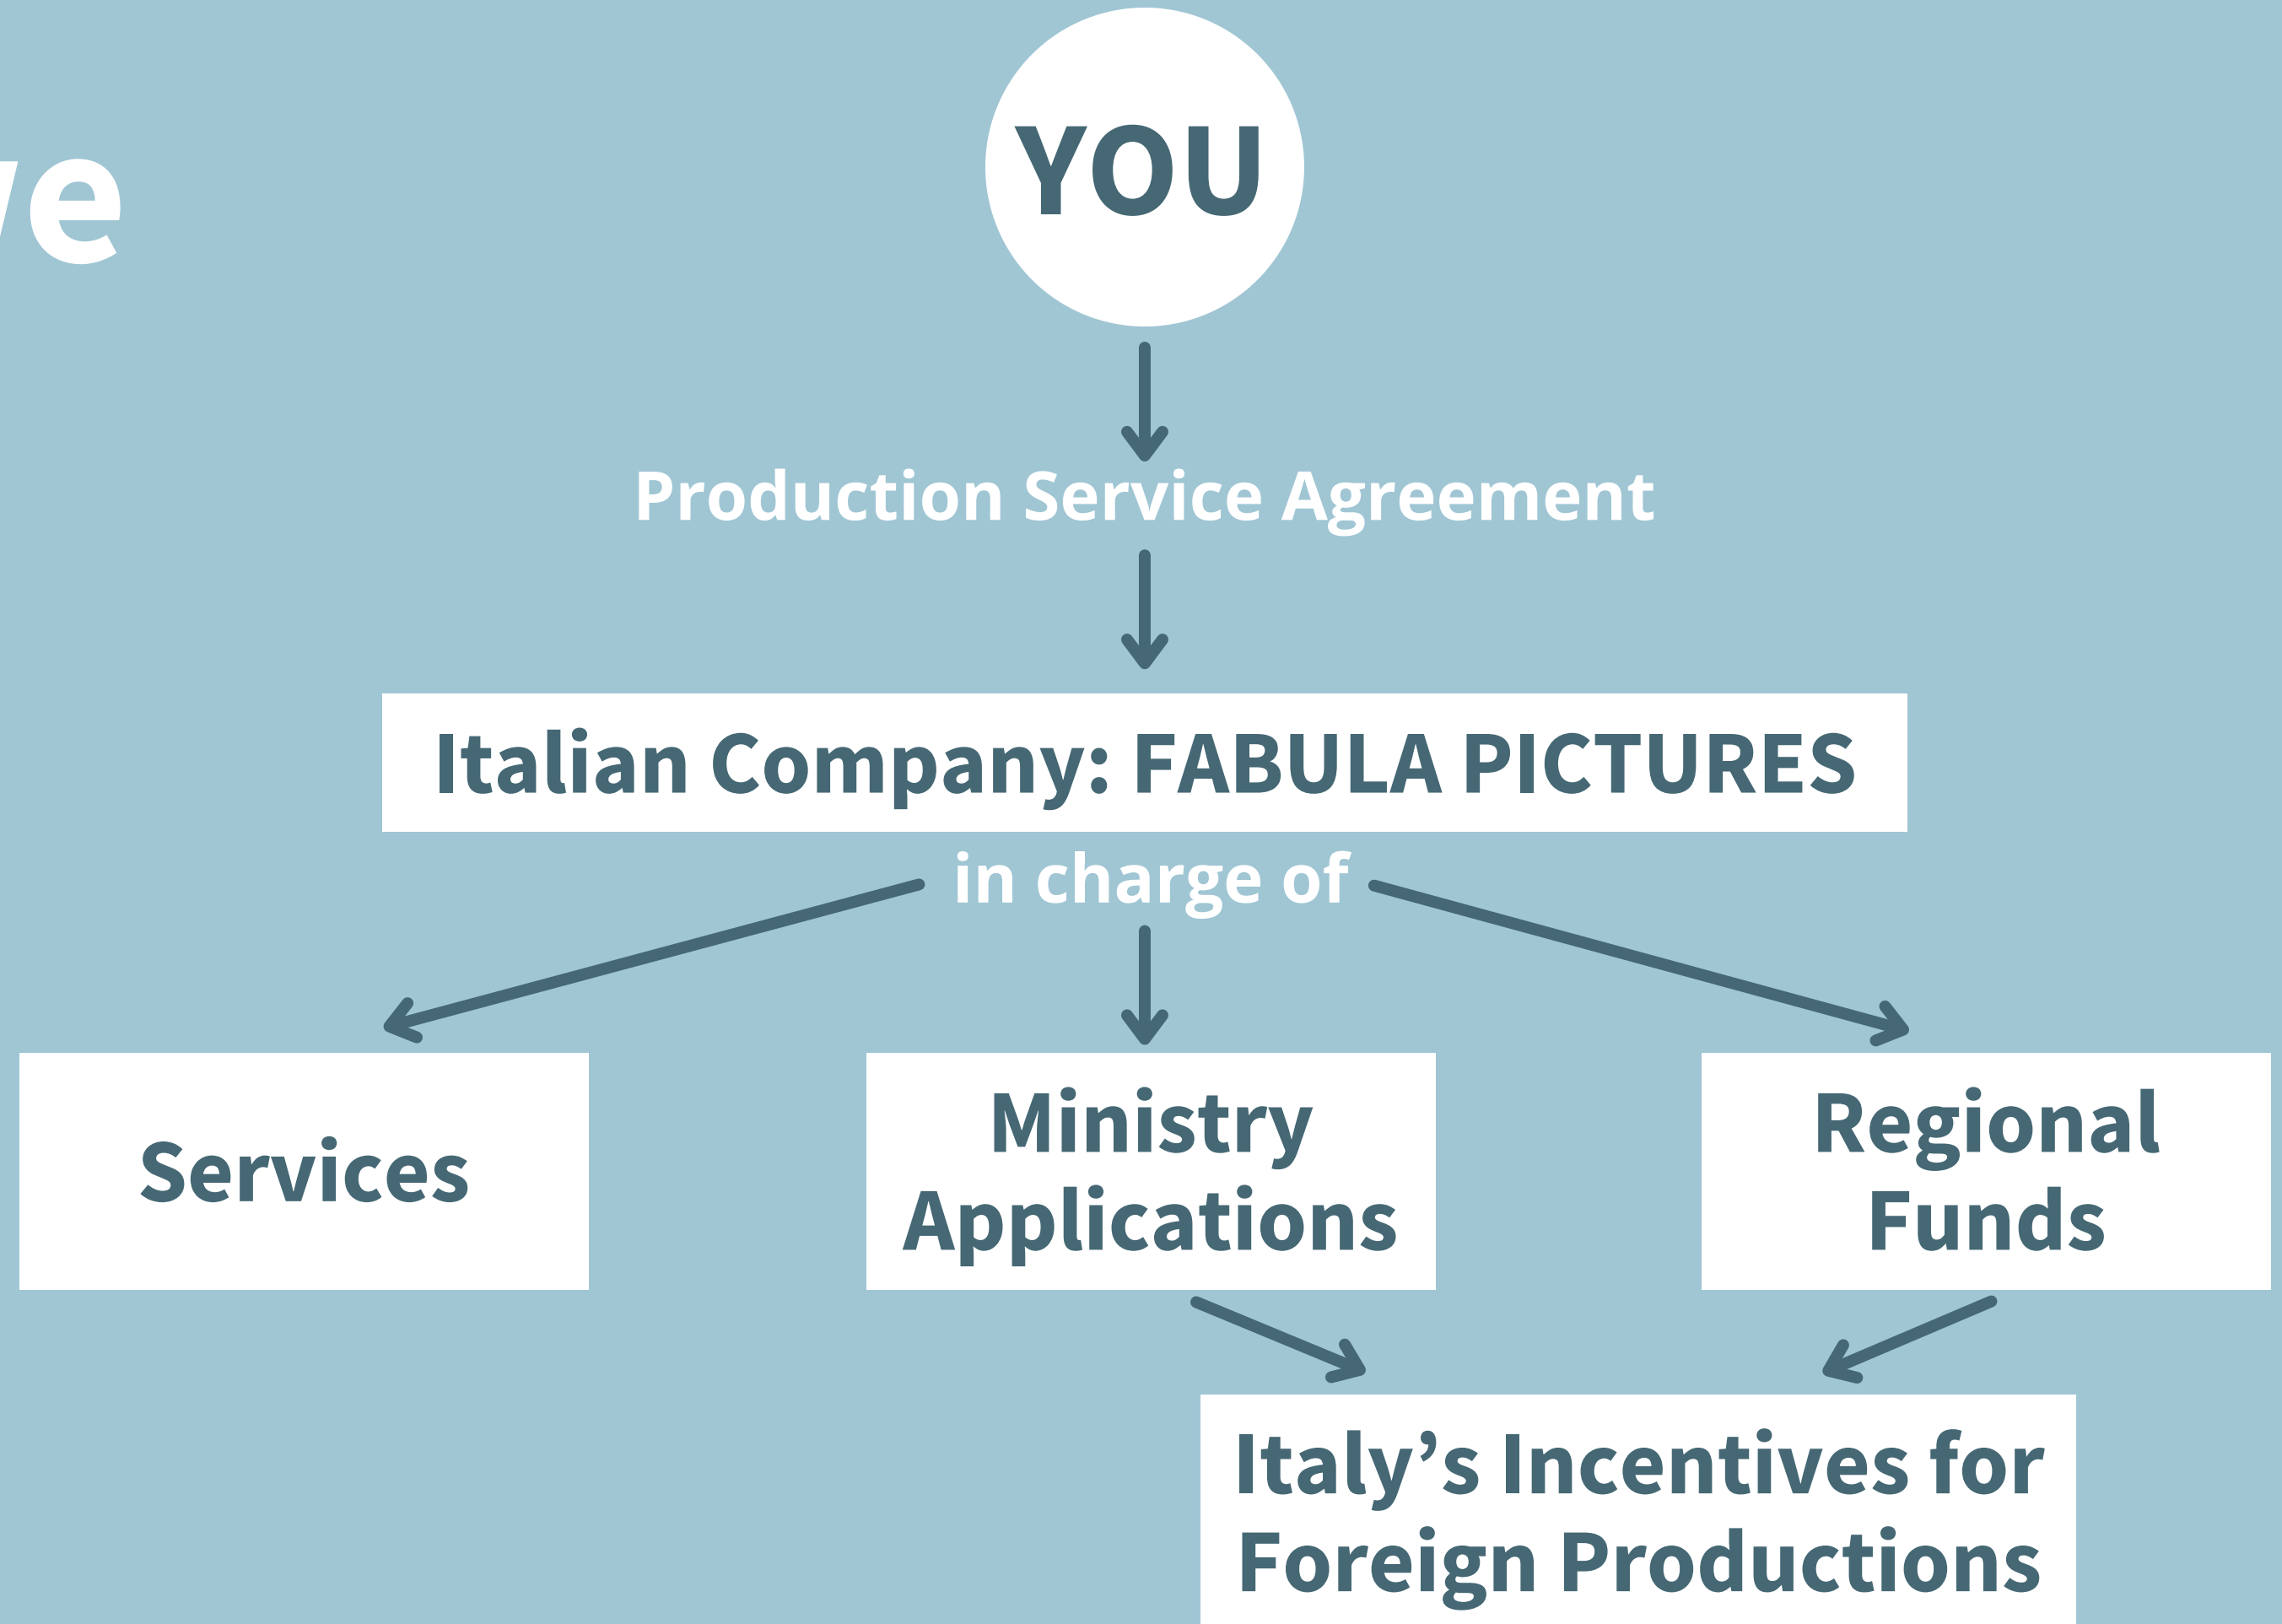 YOU
e
Production Service Agreement
Italian Company: FABULA PICTURES
in charge of
Services
Ministry
Applications
Regional
Funds
Italy’s Incentives for
Foreign Productions